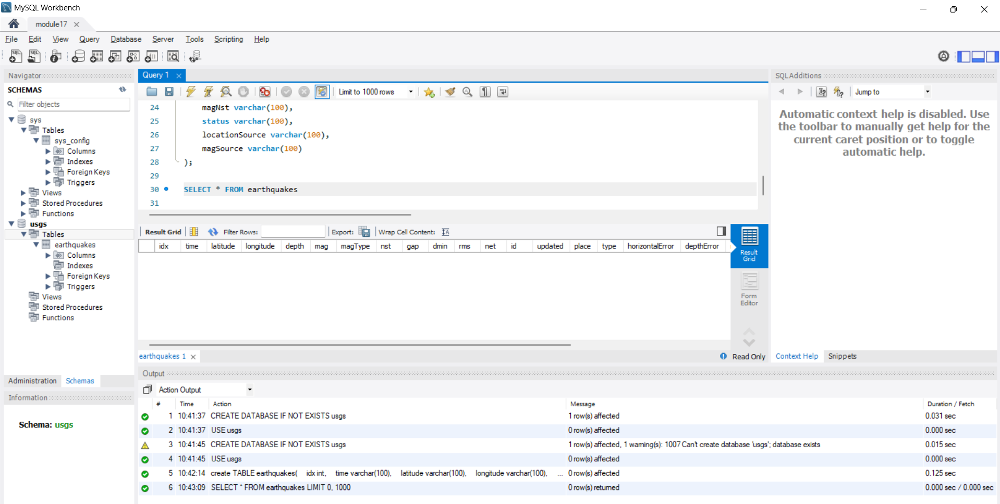 MySQL Workbench
module17
File Edit View Query Database Server Tools Scripting Help
Navigator
SCHEMAS
Filter objects
sys
Tables
sys_config
Columns
Indexes
Foreign Keys
Triggers
Views
Stored Procedures
Functions
usgs
Tables
earthquakes
Columns
Indexes
Foreign Keys
Triggers
Views
Stored Procedures
Functions
Administration Schemas
Information
Schema: usgs
Query 1
Limit to 1000 rows
24 magNst varchar(100),
25 status varchar(100),
26 locationSource varchar(100),
27 magSource varchar(100)
28 );
29
30 SELECT * FROM earthquakes
31
Result Grid Filter Rows: Export: Wrap Cell Content:
idx time latitude longitude depth mag magType nst gap dmin rms net id updated place type horizontalError depthError
Result
Grid
Form
Editor
earthquakes 1
Read Only
SQLAdditions
Jump to
Automatic context help is disabled. Use
the toolbar to manually get help for the
current caret position or to toggle
automatic help.
Context Help Snippets
Output
Action Output
# Time Action Message Duration / Fetch
1 10:41:37 CREATE DATABASE IF NOT EXISTS usgs 1 row(s) affected 0.031 sec
2 10:41:37 USE usgs 0 row(s) affected 0.000 sec
3 10:41:45 CREATE DATABASE IF NOT EXISTS usgs 1 row(s) affected, 1 warning(s): 1007 Can't create database 'usgs'; database exists 0.015 sec
4 10:41:45 USE usgs 0 row(s) affected 0.000 sec
5 10:42:14 create TABLE earthquakes( idx int, time varchar(100), latitude varchar(100), longitude varchar(100), ... 0 row(s) affected 0.125 sec
6 10:43:09 SELECT * FROM earthquakes LIMIT 0, 1000 0 row(s) returned 0.000 sec / 0.000 sec